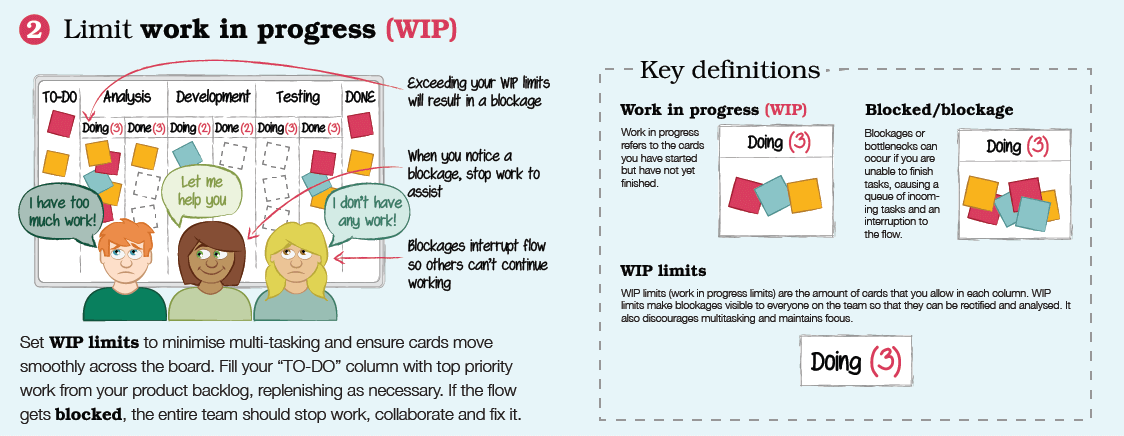 2 Limit work in progress (WIP)
TO-DO Analysis Development Testing DONE
Doing (3) Done (3) Doing (2) Done (2) Doing (3) Done (3)
Exceeding your WIP limits
will result in a blockage
When you notice a
blockage, stop work to
assist
Blockages interrupt flow
so others can't continue
working
I have too
much work!
Let me
help you
I don't have
any work!
Set WIP limits to minimise multi-tasking and ensure cards move
smoothly across the board. Fill your “TO-DO” column with top priority
work from your product backlog, replenishing as necessary. If the flow
gets blocked, the entire team should stop work, collaborate and fix it.
Key definitions
Work in progress (WIP)
Work in progress
refers to the cards
you have started
but have not yet
finished.
Doing (3)
Blocked/blockage
Blockages or
bottlenecks can
occur if you are
unable to finish
tasks, causing a
queue of incom-
ing tasks and an
interruption to
the flow.
Doing (3)
WIP limits
WIP limits (work in progress limits) are the amount of cards that you allow in each column. WIP
limits make blockages visible to everyone on the team so that they can be rectified and analysed. It
also discourages multitasking and maintains focus.
Doing (3)